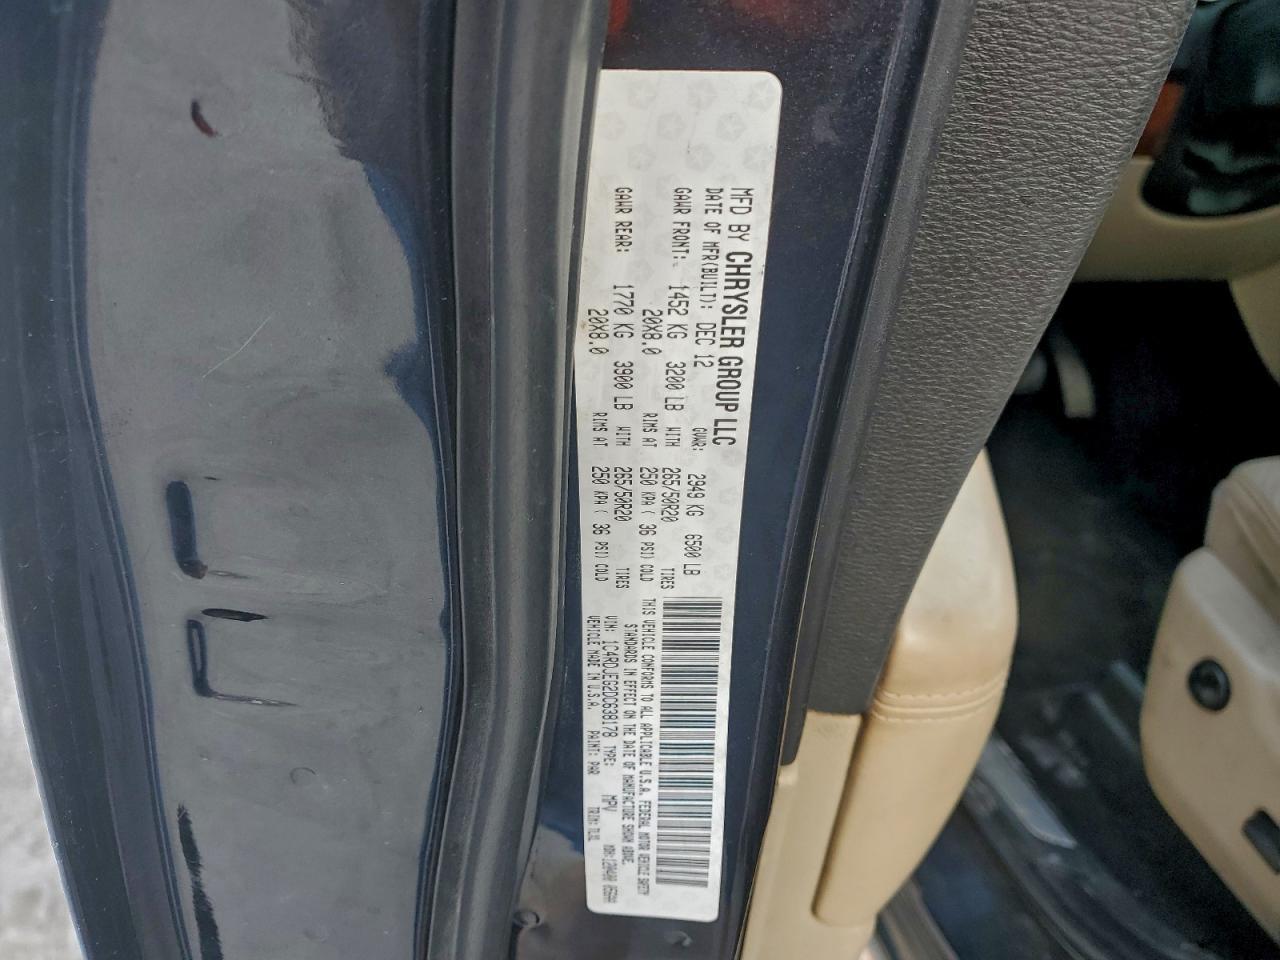 MFD BY CHRYSLER GROUP LLC
DATE OF MFR(BUILT): DEC 12 GVWR: 2949 KG 6500 LB
GAWR FRONT: 1452 KG 3200 LB WITH 265/50R20 TIRES
20X8.0 RIMS AT 250 KPA( 36 PSI) COLD
GAWR REAR: 1770 KG 3900 LB WITH 265/50R20 TIRES
20X8.0 RIMS AT 250 KPA( 36 PSI) COLD
THIS VEHICLE CONFORMS TO ALL APPLICABLE U.S.A. FEDERAL MOTOR VEHICLE SAFETY
STANDARDS IN EFFECT ON THE DATE OF MANUFACTURE SHOWN ABOVE.
VIN: 1C4RDJEG2DC638178 TYPE: MPV
VEHICLE MADE IN U.S.A. PAINT: PAR TRIM: